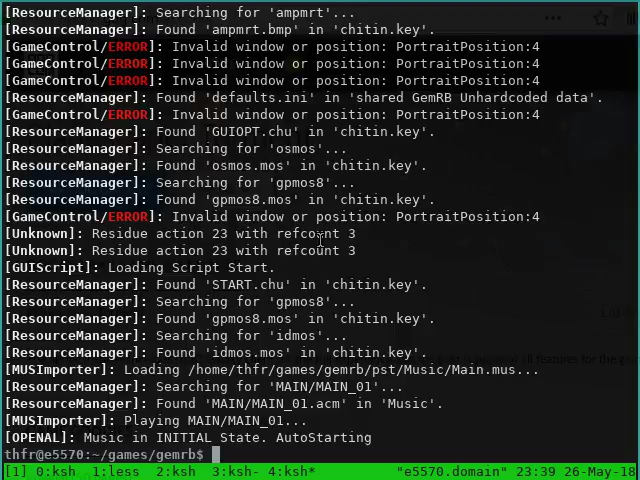 [ResourceManager]: Searching for 'ampmrt'...
[ResourceManager]: Found 'ampmrt.bmp' in 'chitin.key'.
[GameControl/ERROR]: Invalid window or position: PortraitPosition:4
[GameControl/ERROR]: Invalid window or position: PortraitPosition:4
[GameControl/ERROR]: Invalid window or position: PortraitPosition:4
[ResourceManager]: Found 'defaults.ini' in 'shared GemRB Unhardcoded data'.
[GameControl/ERROR]: Invalid window or position: PortraitPosition:4
[ResourceManager]: Found 'GUIOPT.chu' in 'chitin.key'.
[ResourceManager]: Searching for 'osmos'...
[ResourceManager]: Found 'osmos.mos' in 'chitin.key'.
[ResourceManager]: Searching for 'gpmos8'...
[ResourceManager]: Found 'gpmos8.mos' in 'chitin.key'.
[GameControl/ERROR]: Invalid window or position: PortraitPosition:4
[Unknown]: Residue action 23 with refcount 3
[Unknown]: Residue action 23 with refcount 3
[GUIScript]: Loading Script Start.
[ResourceManager]: Found 'START.chu' in 'chitin.key'.
[ResourceManager]: Searching for 'gpmos8'...
[ResourceManager]: Found 'gpmos8.mos' in 'chitin.key'.
[ResourceManager]: Searching for 'idmos'...
[ResourceManager]: Found 'idmos.mos' in 'chitin.key'.
[MUSImporter]: Loading /home/thfr/games/gemrb/pst/Music/Main.mus...
[ResourceManager]: Searching for 'MAIN/MAIN_01'...
[ResourceManager]: Found 'MAIN/MAIN_01.acm' in 'Music'.
[MUSImporter]: Playing MAIN/MAIN_01...
[OPENAL]: Music in INITIAL State. AutoStarting
thfr@e5570:~/games/gemrb$
[1] 0:ksh 1:less 2:ksh 3:ksh- 4:ksh* "e5570.domain" 23:39 26-May-18